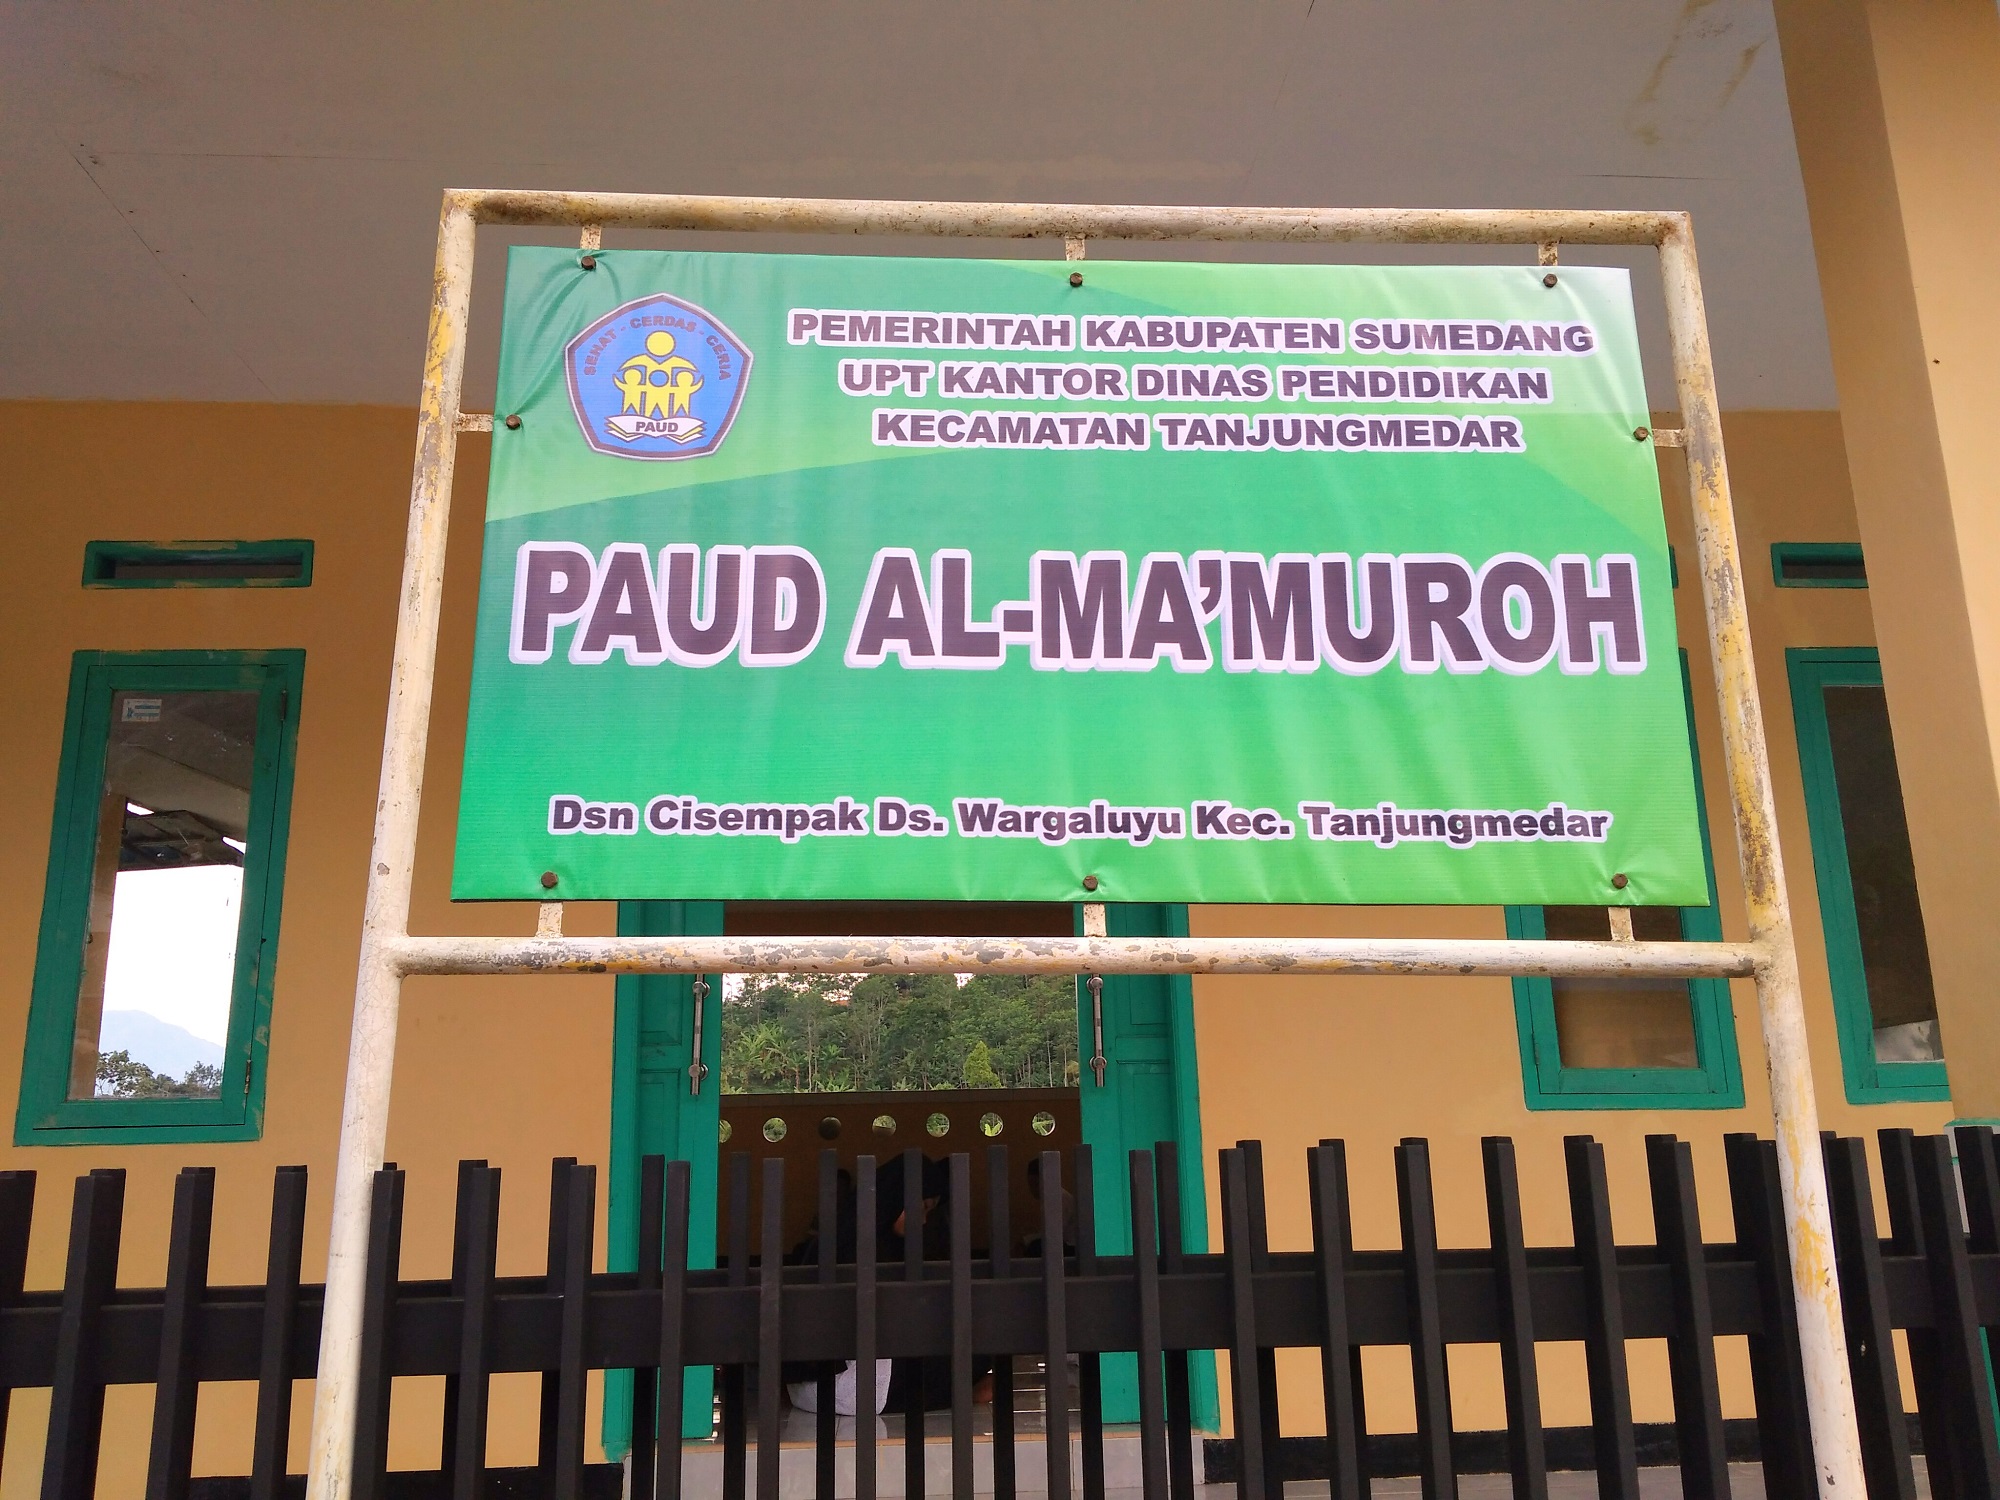 SEHAT - CERDAS - CERIA
PAUD
PEMERINTAH KABUPATEN SUMEDANG
UPT KANTOR DINAS PENDIDIKAN
KECAMATAN TANJUNGMEDAR
PAUD AL-MA'MUROH
Dsn Cisempak Ds. Wargaluyu Kec. Tanjungmedar